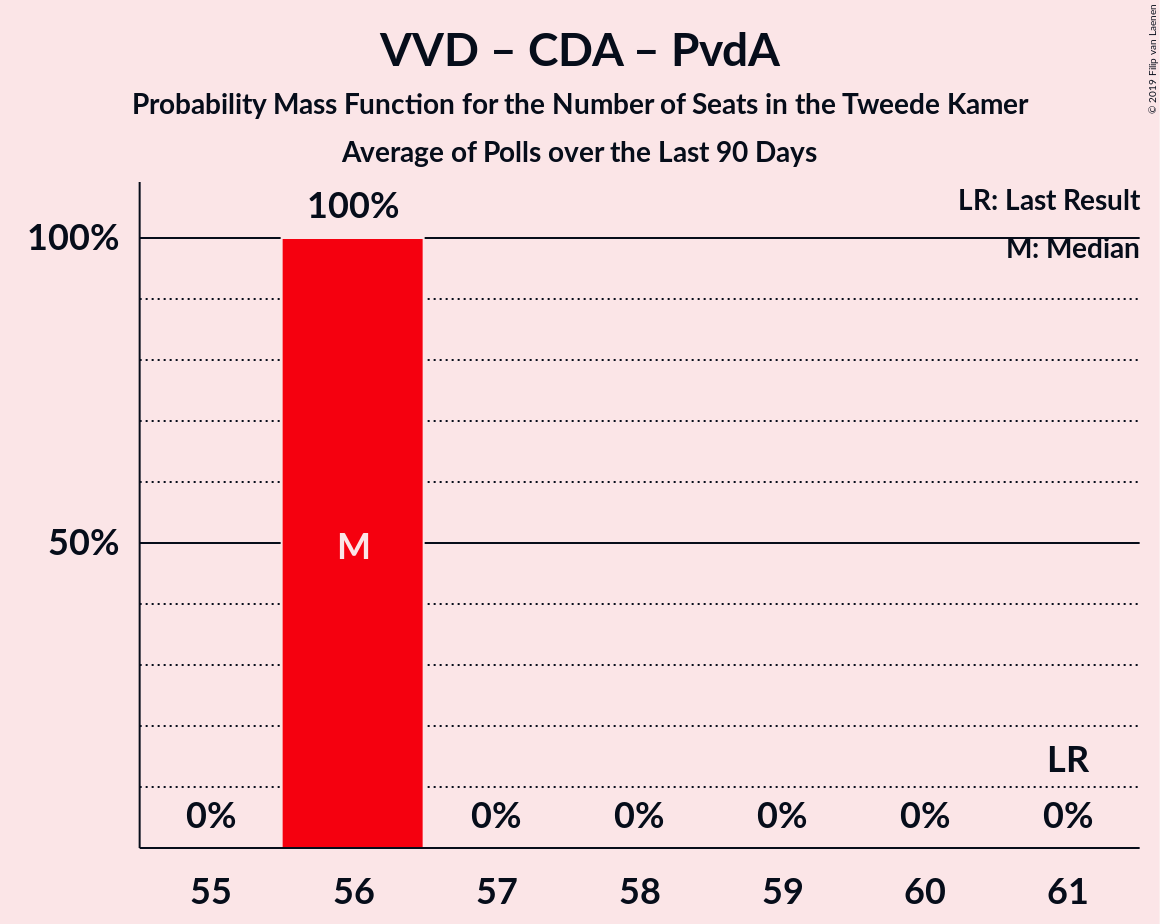 VVD – CDA – PvdA
Probability Mass Function for the Number of Seats in the Tweede Kamer
Average of Polls over the Last 90 Days
© 2019 Filip van Laenen
LR: Last Result
M: Median
100%
100%
50%
M
LR
0%
0%
0%
0%
0%
0%
55
56
57
58
59
60
61